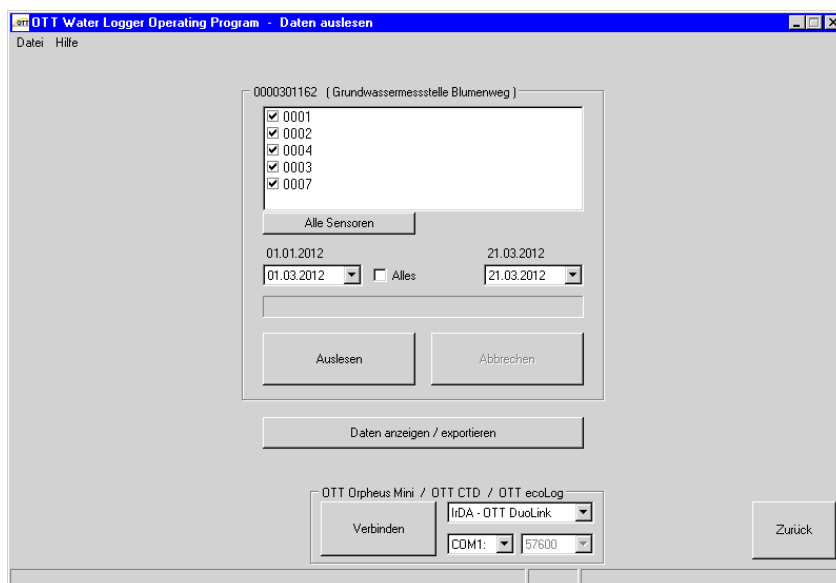 OTT Water Logger Operating Program - Daten auslesen
Datei Hilfe
0000301162 ( Grundwassermessstelle Blumenweg )
0001
0002
0004
0003
0007
Alle Sensoren
01.01.2012 21.03.2012
01.03.2012 Alles 21.03.2012
Auslesen Abbrechen
Daten anzeigen / exportieren
OTT Orpheus Mini / OTT CTD / OTT ecoLog
Verbinden
IrDA - OTT DuoLink
COM1: 57600
Zurück